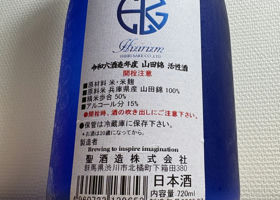 HIJIRI SAKE CO.,LTD
令和六酒造年度 山田錦 活性酒
開栓注意
■原材料 米・米麹
■原料米 兵庫県産 山田錦 100%
■精米歩合 50%
■アルコール分 15%
●開栓時、酒の吹き出しにご注意下さい。
●保管は冷蔵庫に保存下さい。
*お酒は20歳になってから。
製造者
Brewing to inspire imagination
聖酒造株式会社
群馬県渋川市北橘町下箱田380
日本酒
内容量 720ml